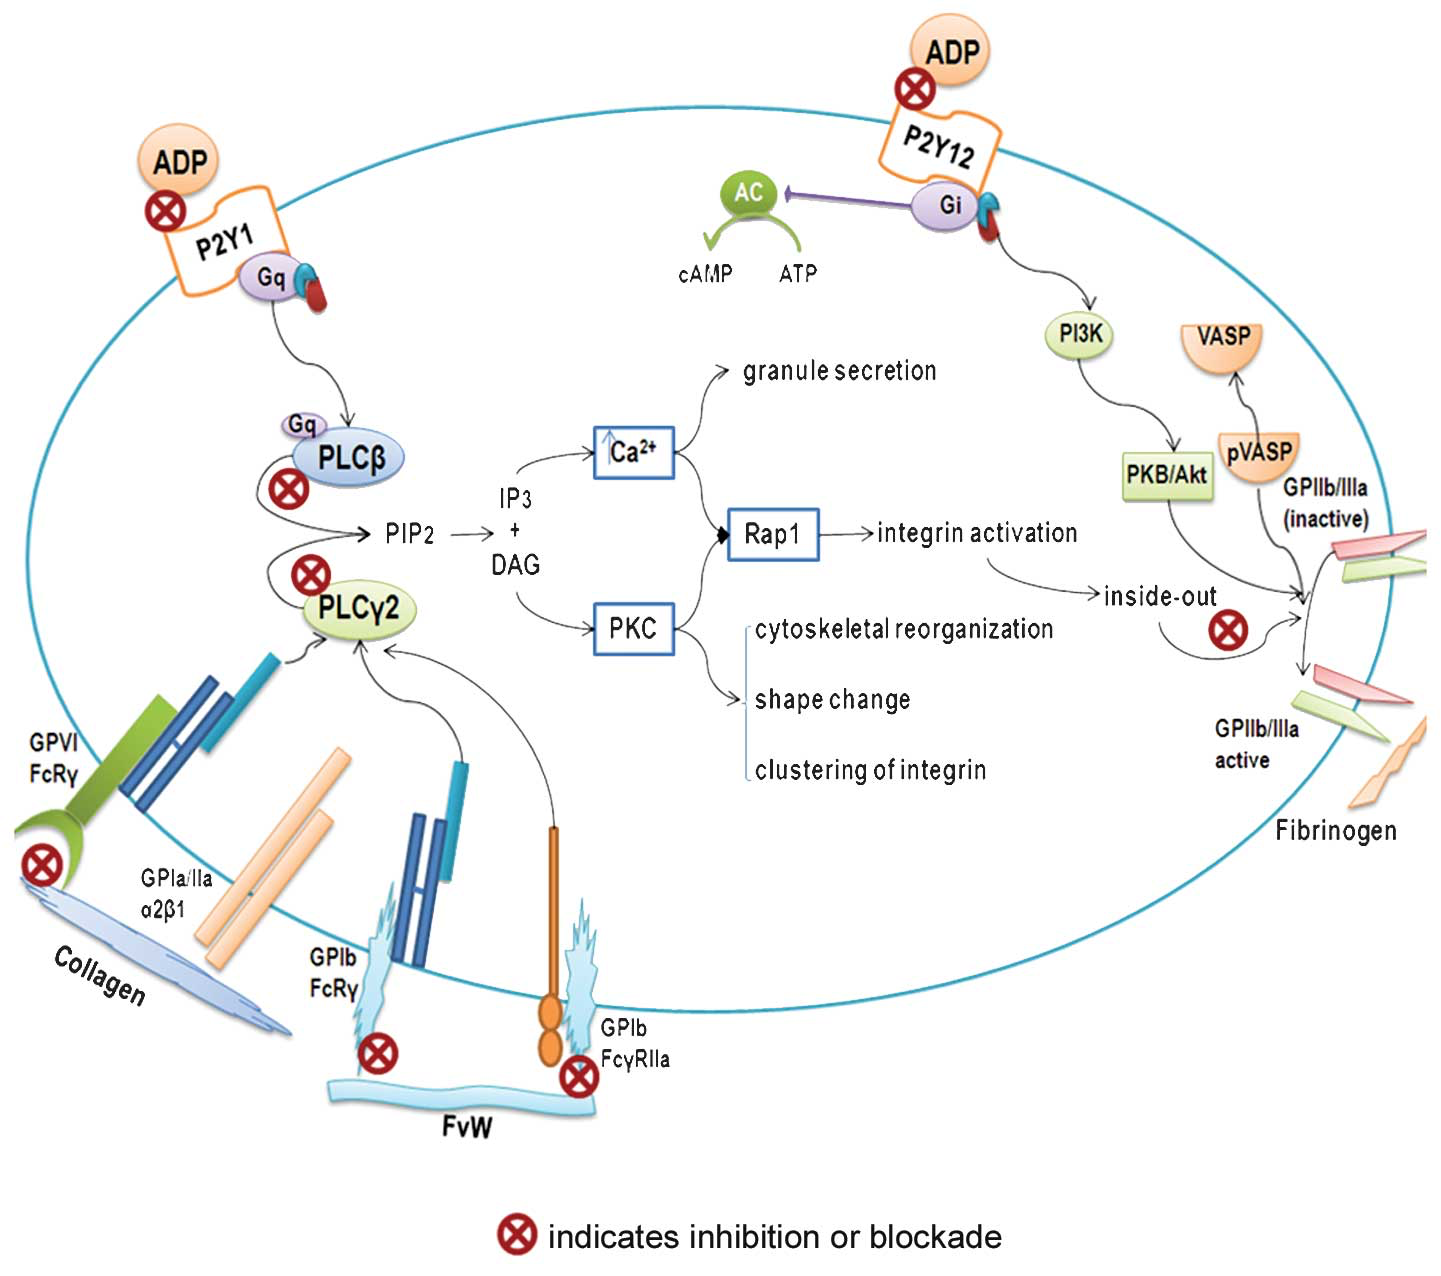 ADP
P2Y12
Gi
AC
cAMP
ATP
ADP
P2Y1
Gq
PI3K
VASP
granule secretion
Gq
PLCβ
Ca2+
PKB/Akt
pVASP
GPIIb/IIIa
(inactive)
IP3
+
DAG
PIP2
Rap1
integrin activation
inside-out
PLCγ2
PKC
cytoskeletal reorganization
shape change
clustering of integrin
GPVI
FcRγ
GPIIb/IIIa
active
Fibrinogen
GPIa/IIa
α2β1
Collagen
GPIb
FcRγ
GPIb
FcγRIIa
FvW
indicates inhibition or blockade